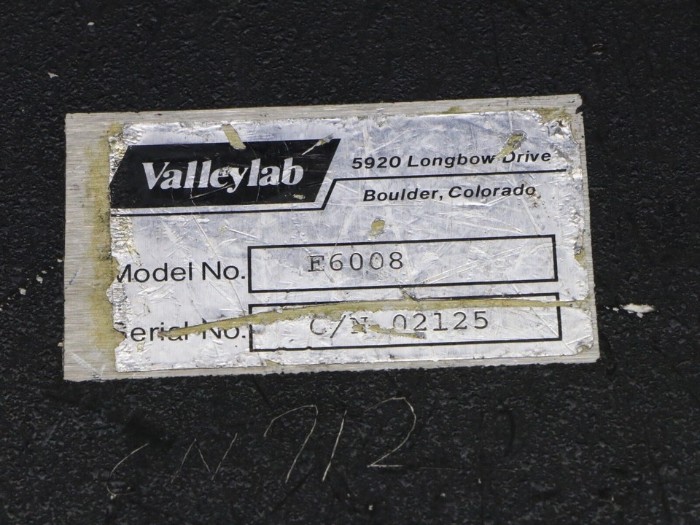 Valleylab
5920 Longbow Drive
Boulder, Colorado
Model No. E6008
Serial No. C/N 02125